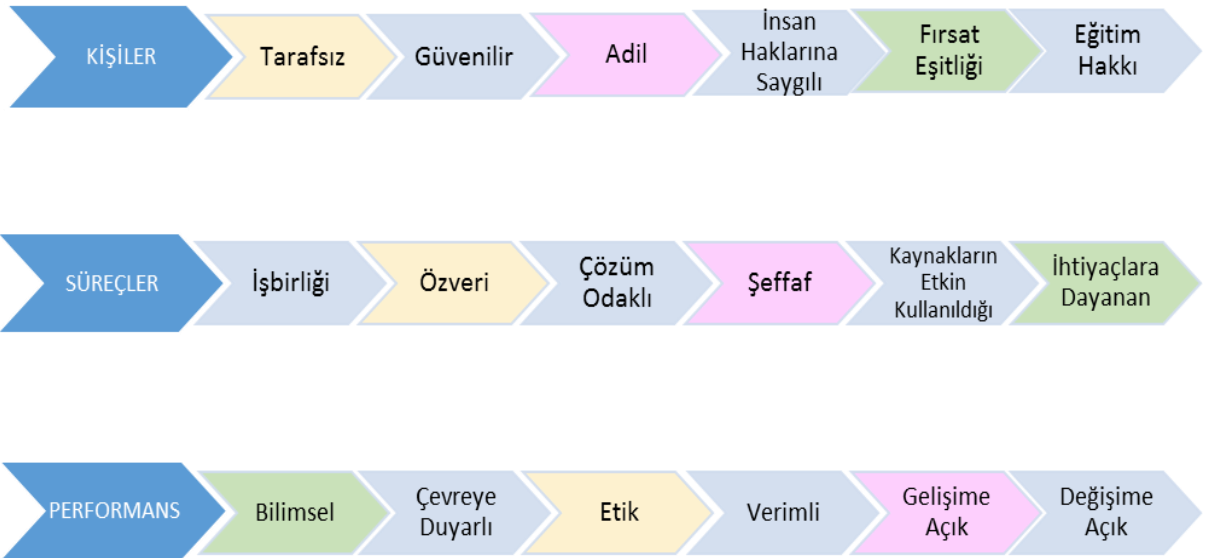 KİŞİLER
Tarafsız
Güvenilir
Adil
İnsan
Haklarına
Saygılı
Fırsat
Eşitliği
Eğitim
Hakkı
SÜREÇLER
İşbirliği
Özveri
Çözüm
Odaklı
Şeffaf
Kaynakların
Etkin
Kullanıldığı
İhtiyaçlara
Dayanan
PERFORMANS
Bilimsel
Çevreye
Duyarlı
Etik
Verimli
Gelişime
Açık
Değişime
Açık